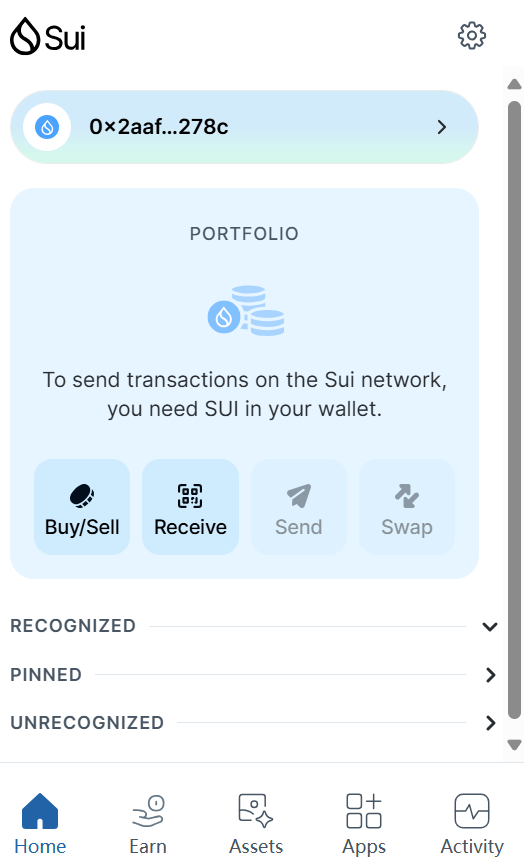 Sui
0×2aaf...278c
PORTFOLIO
To send transactions on the Sui network,
you need SUI in your wallet.
Buy/Sell
Receive
Send
Swap
RECOGNIZED
PINNED
UNRECOGNIZED
Home
Earn
Assets
Apps
Activity